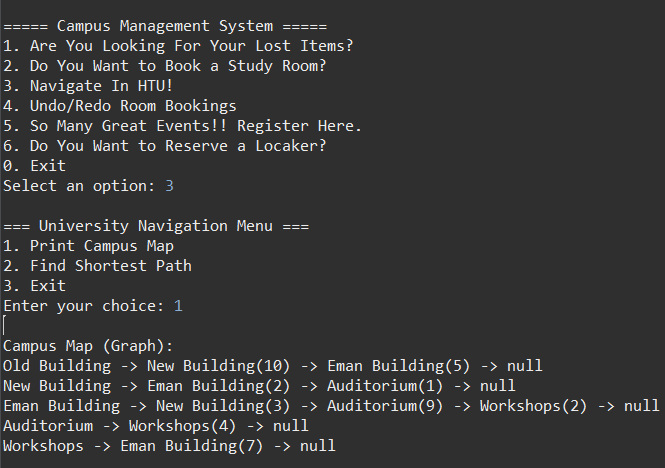 ===== Campus Management System =====
1. Are You Looking For Your Lost Items?
2. Do You Want to Book a Study Room?
3. Navigate In HTU!
4. Undo/Redo Room Bookings
5. So Many Great Events!! Register Here.
6. Do You Want to Reserve a Locaker?
0. Exit
Select an option: 3
=== University Navigation Menu ===
1. Print Campus Map
2. Find Shortest Path
3. Exit
Enter your choice: 1
Campus Map (Graph):
Old Building -> New Building(10) -> Eman Building(5) -> null
New Building -> Eman Building(2) -> Auditorium(1) -> null
Eman Building -> New Building(3) -> Auditorium(9) -> Workshops(2) -> null
Auditorium -> Workshops(4) -> null
Workshops -> Eman Building(7) -> null